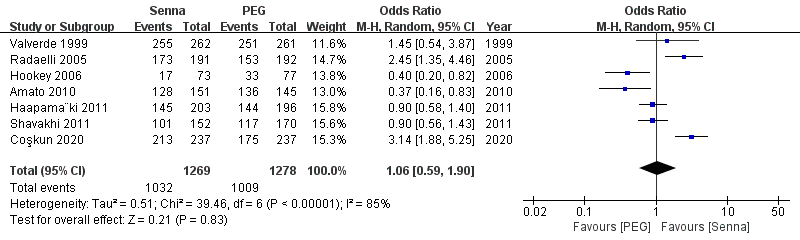 Senna PEG Odds Ratio Odds Ratio
Study or Subgroup Events Total Events Total Weight M-H, Random, 95% CI Year M-H, Random, 95% CI
Valverde 1999 255 262 251 261 11.6% 1.45 [0.54, 3.87] 1999
Radaelli 2005 173 191 153 192 15.1% 2.45 [1.35, 4.46] 2005
Hookey 2006 17 73 33 77 14.1% 0.40 [0.20, 0.82] 2006
Amato 2010 128 151 136 145 12.9% 0.37 [0.16, 0.83] 2010
Haapama¨ki 2011 145 203 144 196 16.3% 0.90 [0.58, 1.40] 2011
Shavakhi 2011 101 152 117 170 16.1% 0.90 [0.56, 1.43] 2011
Coşkun 2020 213 237 175 237 15.7% 3.14 [1.88, 5.25] 2020
Total (95% CI) 1269 1278 100.0% 1.06 [0.59, 1.90]
Total events 1032 1009
Heterogeneity: Tau² = 0.51; Chi² = 39.46, df = 6 (P < 0.00001); I² = 85%
Test for overall effect: Z = 0.21 (P = 0.83)
0.02 0.1 1 10 50
Favours [PEG] Favours [Senna]